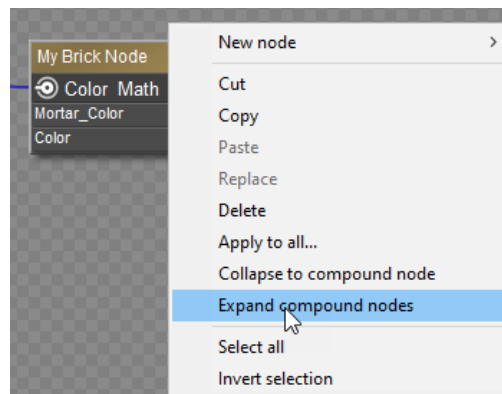 My Brick Node
Color Math
Mortar_Color
Color
New node
Cut
Copy
Paste
Replace
Delete
Apply to all...
Collapse to compound node
Expand compound nodes
Select all
Invert selection